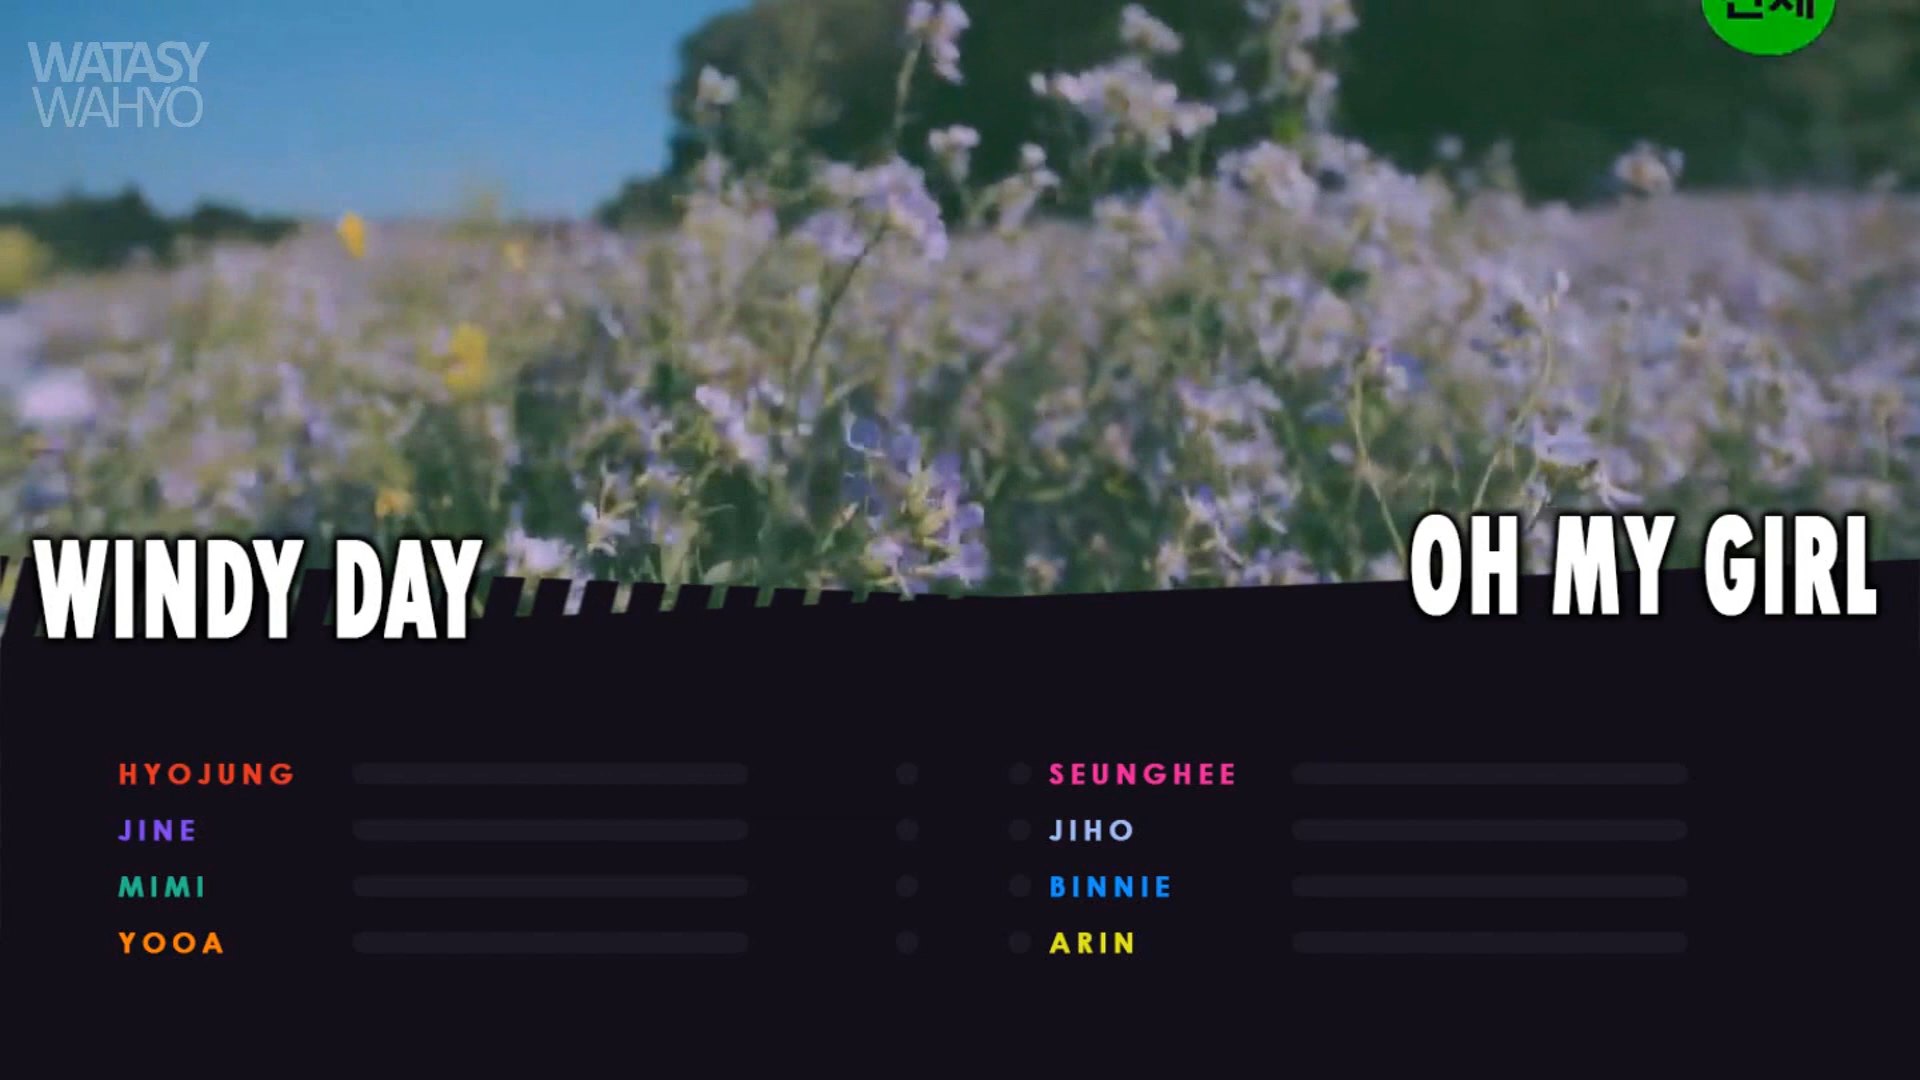 WATASY
WAHYO
WINDY DAY
OH MY GIRL
HYOJUNG
JINE
MIMI
YOOA
SEUNGHEE
JIHO
BINNIE
ARIN